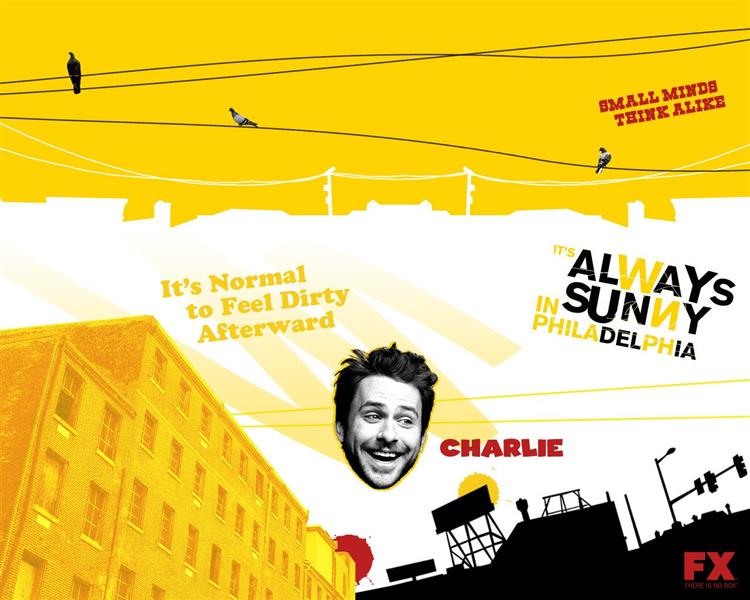 SMALL MINDS
THINK ALIKE
IT'S
ALWAYS
SUNNY
IN
PHILADELPHIA
It's Normal
to Feel Dirty
Afterward
CHARLIE
FX
THERE IS NO BOX